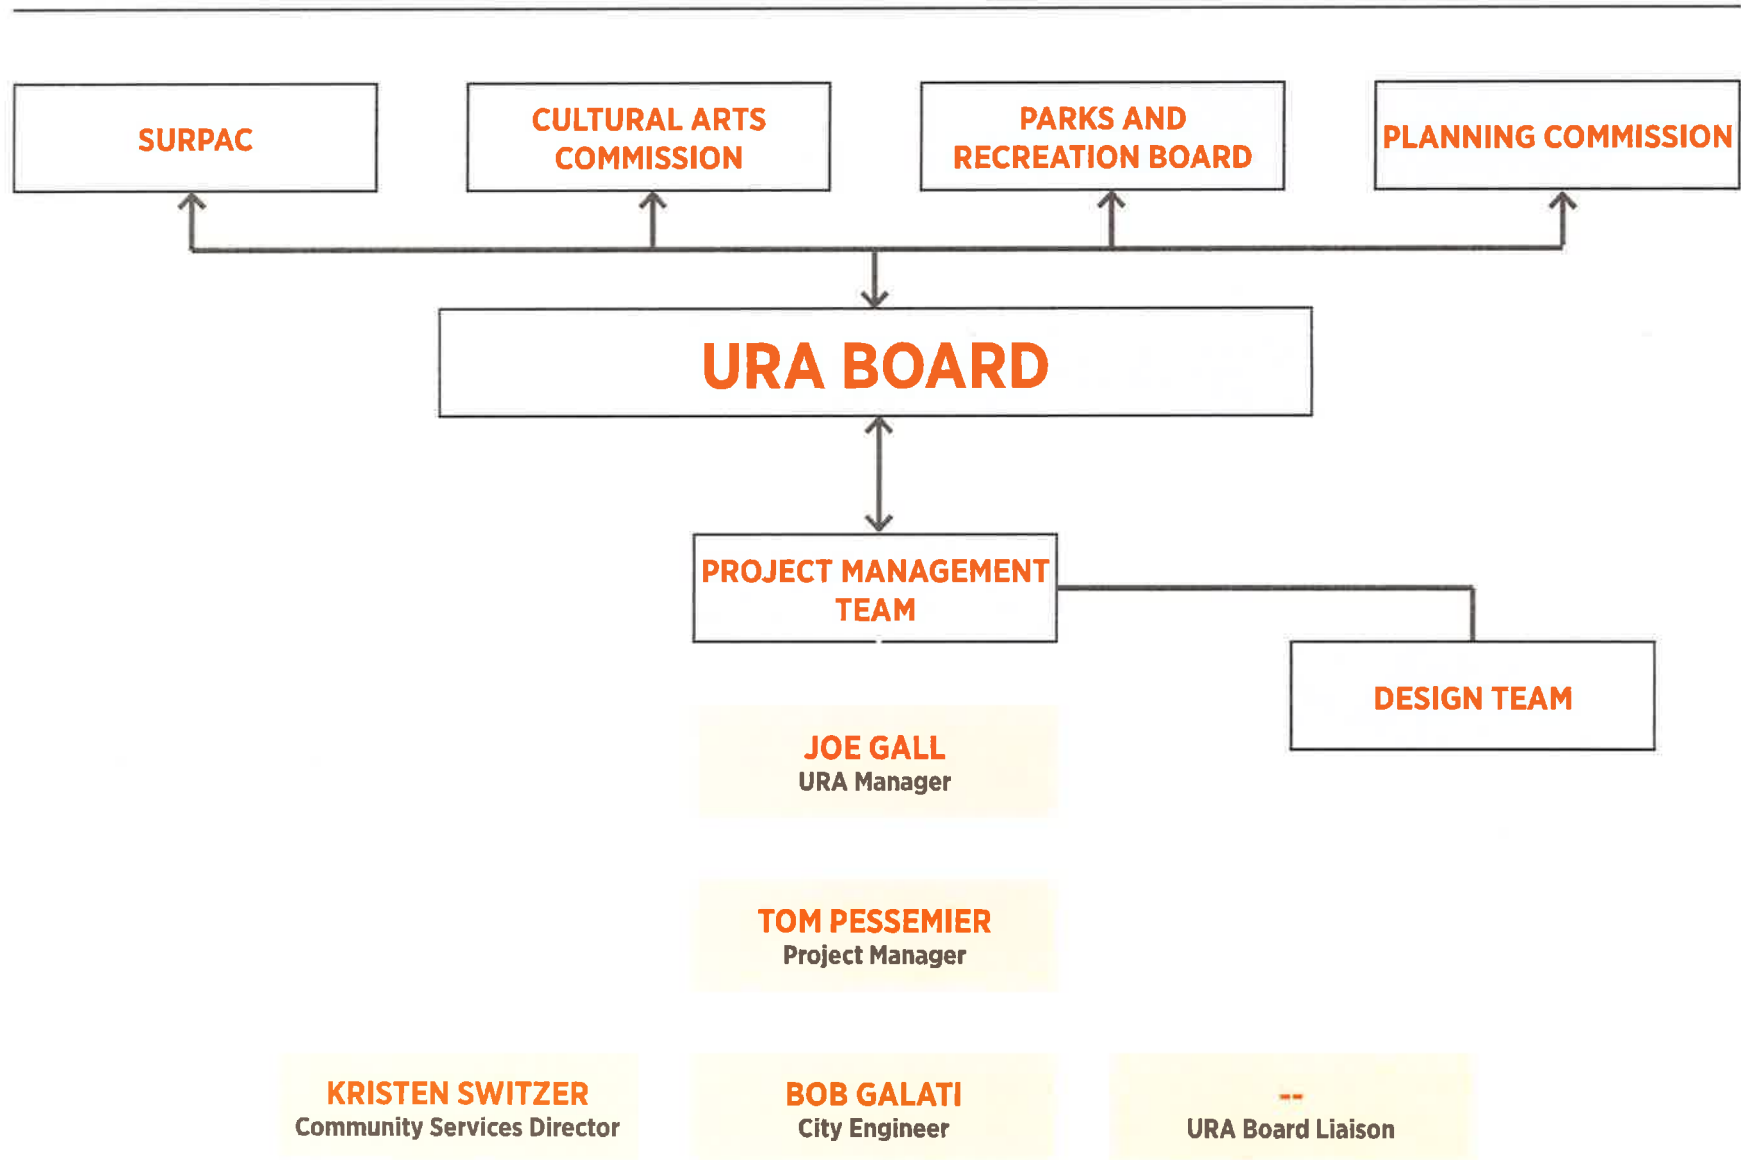 SURPAC
CULTURAL ARTS
COMMISSION
PARKS AND
RECREATION BOARD
PLANNING COMMISSION
URA BOARD
PROJECT MANAGEMENT
TEAM
DESIGN TEAM
JOE GALL
URA Manager
TOM PESSEMIER
Project Manager
KRISTEN SWITZER
Community Services Director
BOB GALATI
City Engineer
--
URA Board Liaison